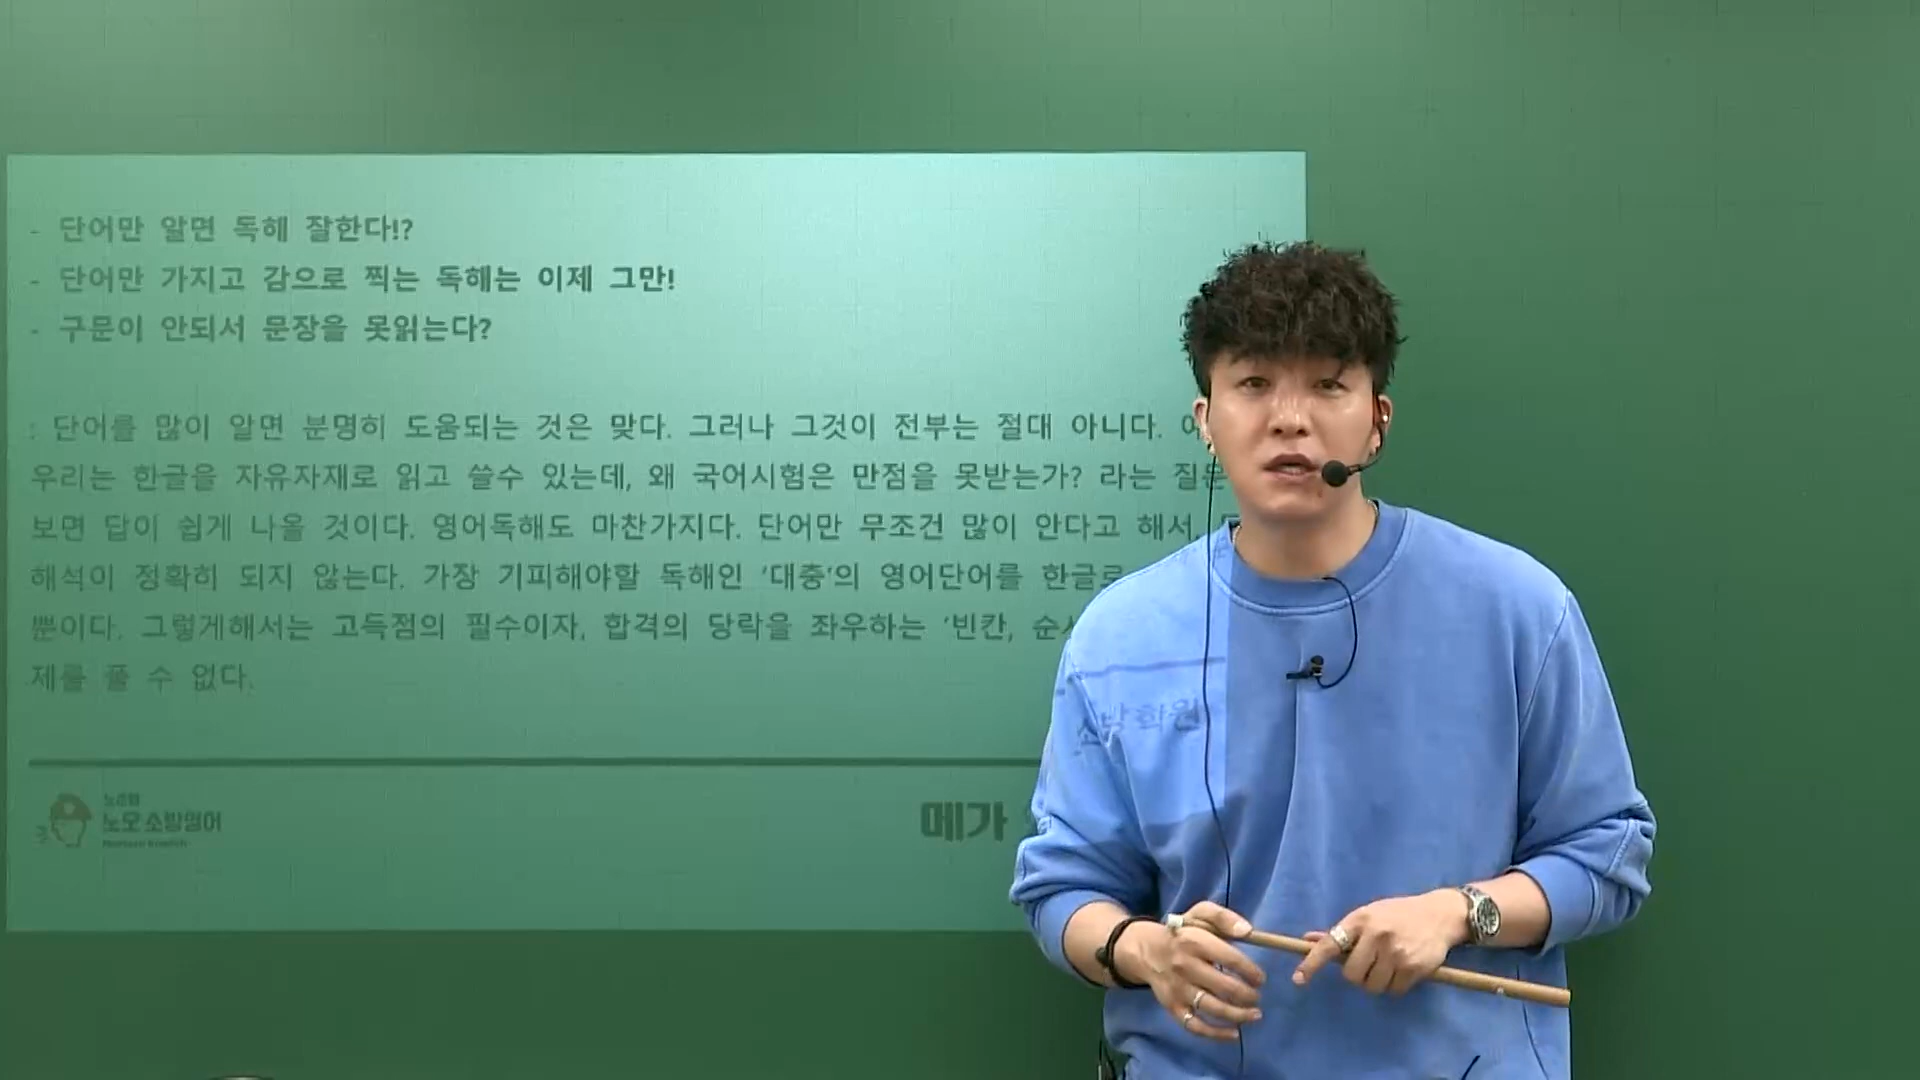 - 단어만 알면 독해 잘한다!?
- 단어만 가지고 감으로 찍는 독해는 이제 그만!
- 구문이 안되서 문장을 못읽는다?
: 단어를 많이 알면 분명히 도움되는 것은 맞다. 그러나 그것이 전부는 절대 아니다.
우리는 한글을 자유자재로 읽고 쓸수 있는데, 왜 국어시험은 만점을 못받는가? 라는
보면 답이 쉽게 나올 것이다. 영어독해도 마찬가지다. 단어만 무조건 많이 안다고 해서,
해석이 정확히 되지 않는다. 가장 기피해야할 독해인 '대충'의 영어단어를 한글로
뿐이다. 그렇게해서는 고득점의 필수이자, 합격의 당락을 좌우하는 '빈칸,
제를 풀 수 없다.
노오 소방영어
메가
소방학원